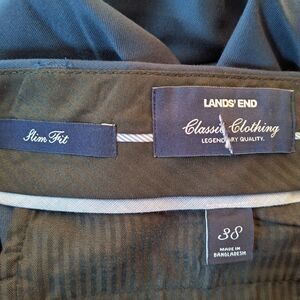 LANDS' END
Classic Clothing
LEGENDARY QUALITY.
Slim Fit
38
MADE IN
BANGLADESH